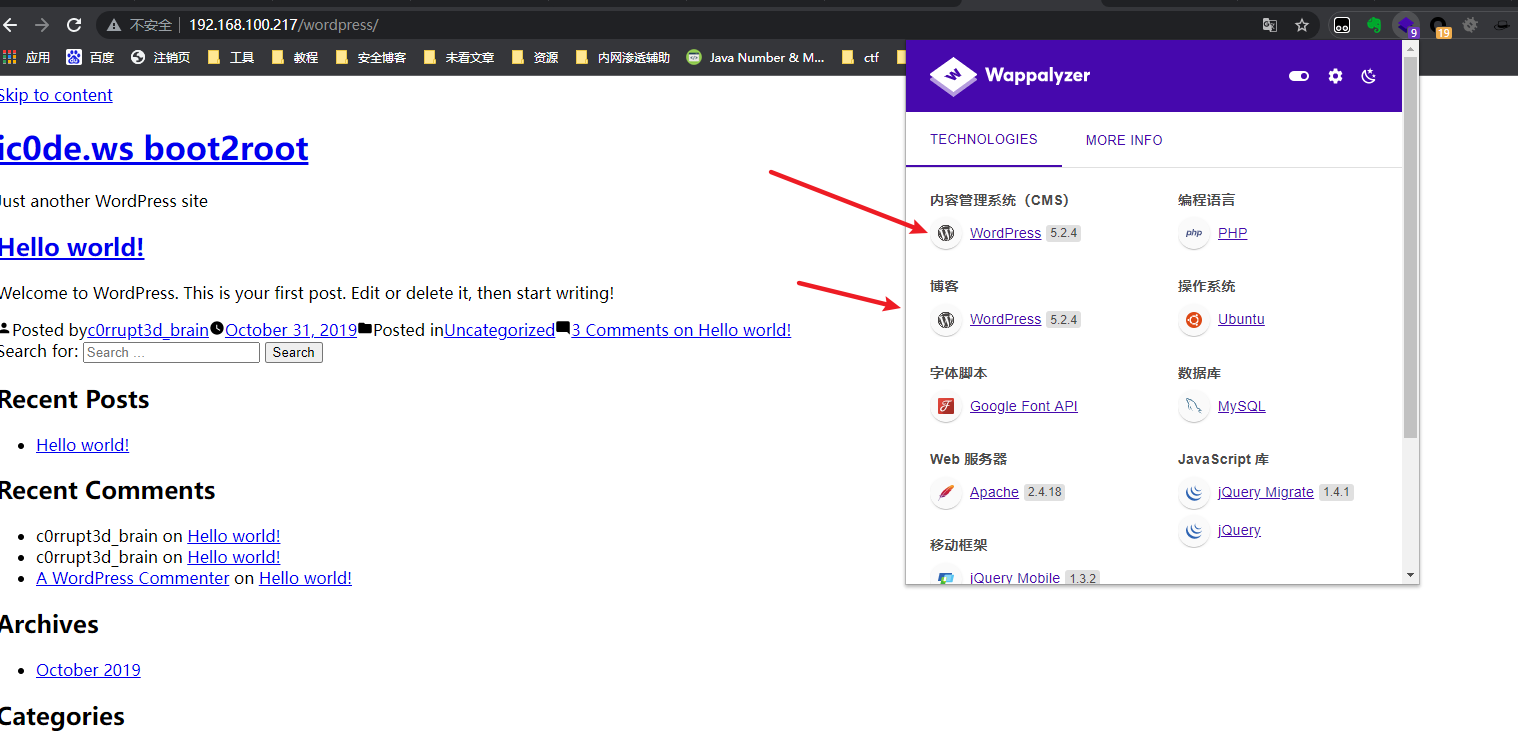 不安全 | 192.168.100.217/wordpress/
9
19
应用 百度 注销页 工具 教程 安全博客 未看文章 资源 内网渗透辅助 Java Number & M... ctf
Skip to content
ic0de.ws boot2root
Just another WordPress site
Hello world!
Welcome to WordPress. This is your first post. Edit or delete it, then start writing!
Posted by c0rrupt3d_brain October 31, 2019 Posted in Uncategorized 3 Comments on Hello world!
Search for: Search … Search
Recent Posts
Hello world!
Recent Comments
c0rrupt3d_brain on Hello world!
c0rrupt3d_brain on Hello world!
A WordPress Commenter on Hello world!
Archives
October 2019
Categories
Wappalyzer
TECHNOLOGIES MORE INFO
内容管理系统（CMS）
WordPress 5.2.4
博客
WordPress 5.2.4
字体脚本
Google Font API
Web 服务器
Apache 2.4.18
移动框架
jQuery Mobile 1.3.2
编程语言
php PHP
操作系统
Ubuntu
数据库
MySQL
JavaScript 库
jQuery Migrate 1.4.1
jQuery